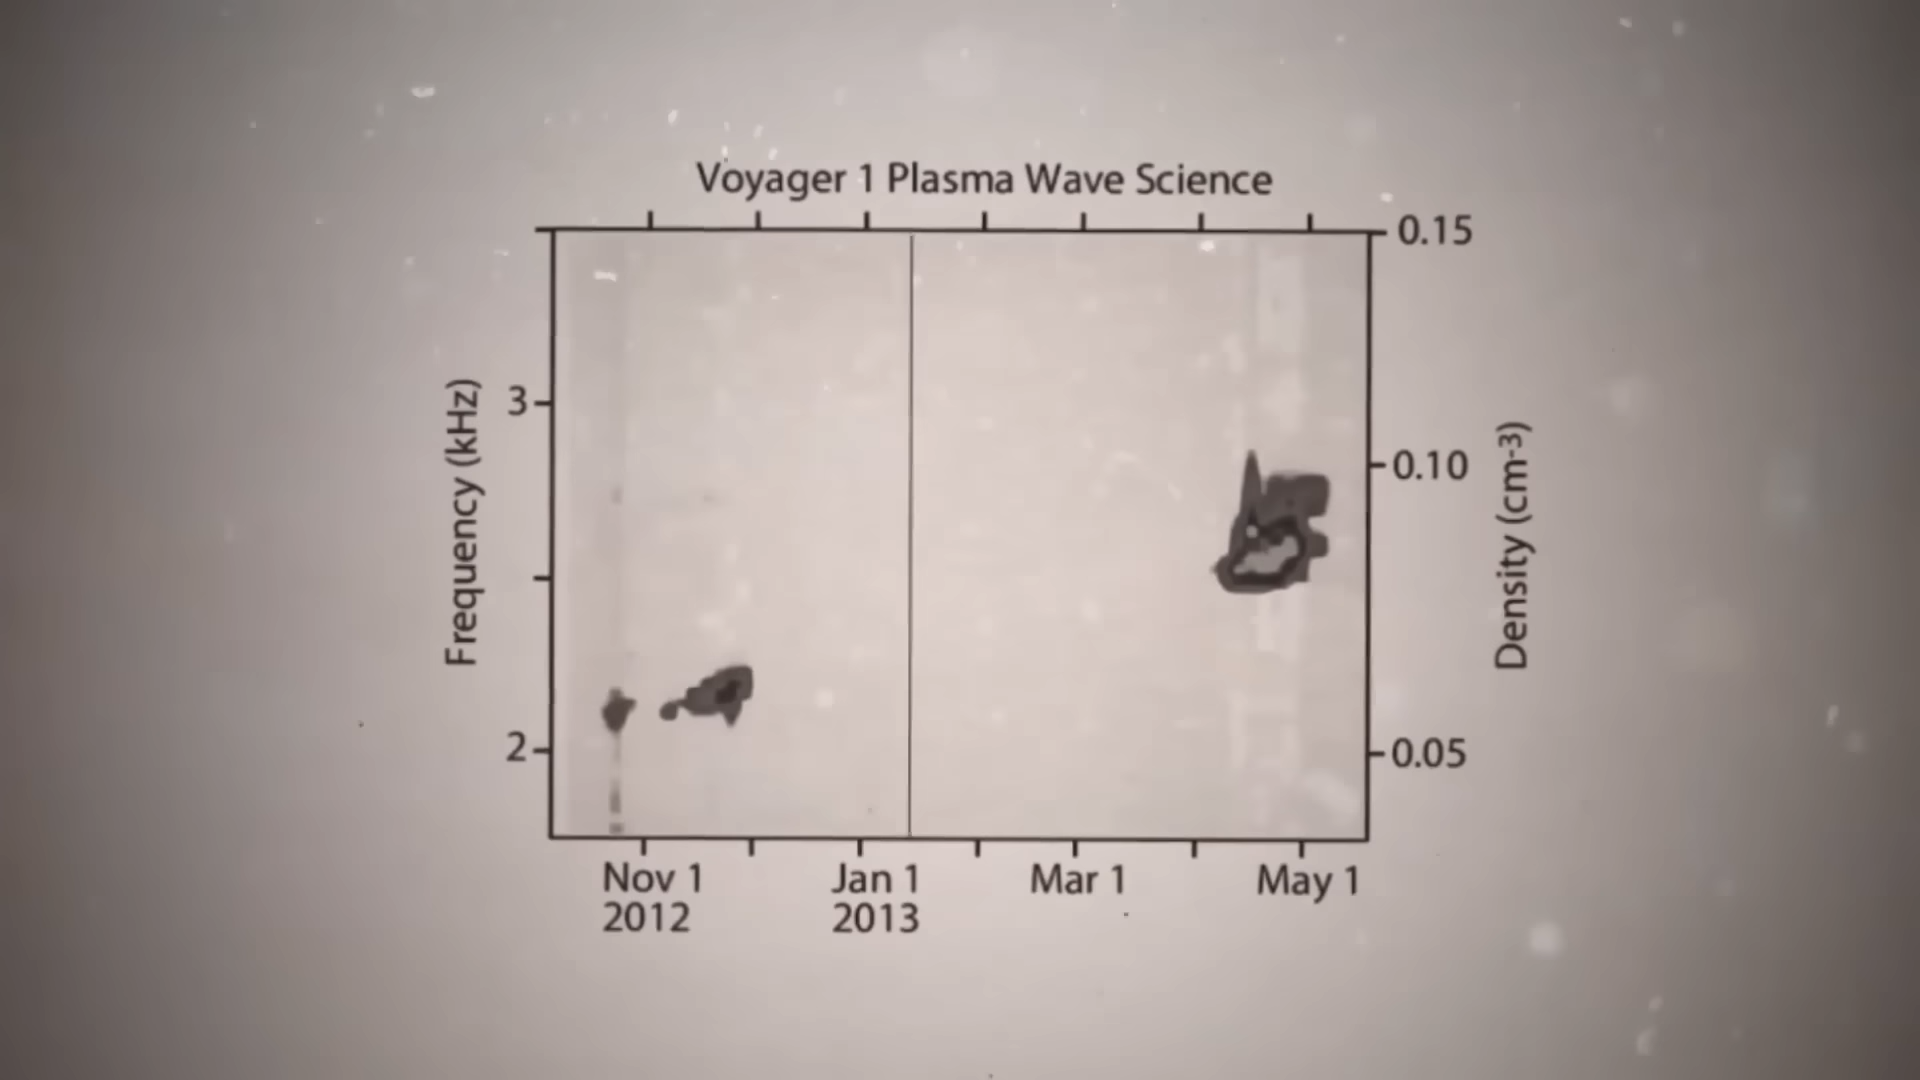 Voyager 1 Plasma Wave Science
0.15
3
Frequency (kHz)
0.10
Density (cm-3)
2
0.05
Nov 1
2012
Jan 1
2013
Mar 1
May 1